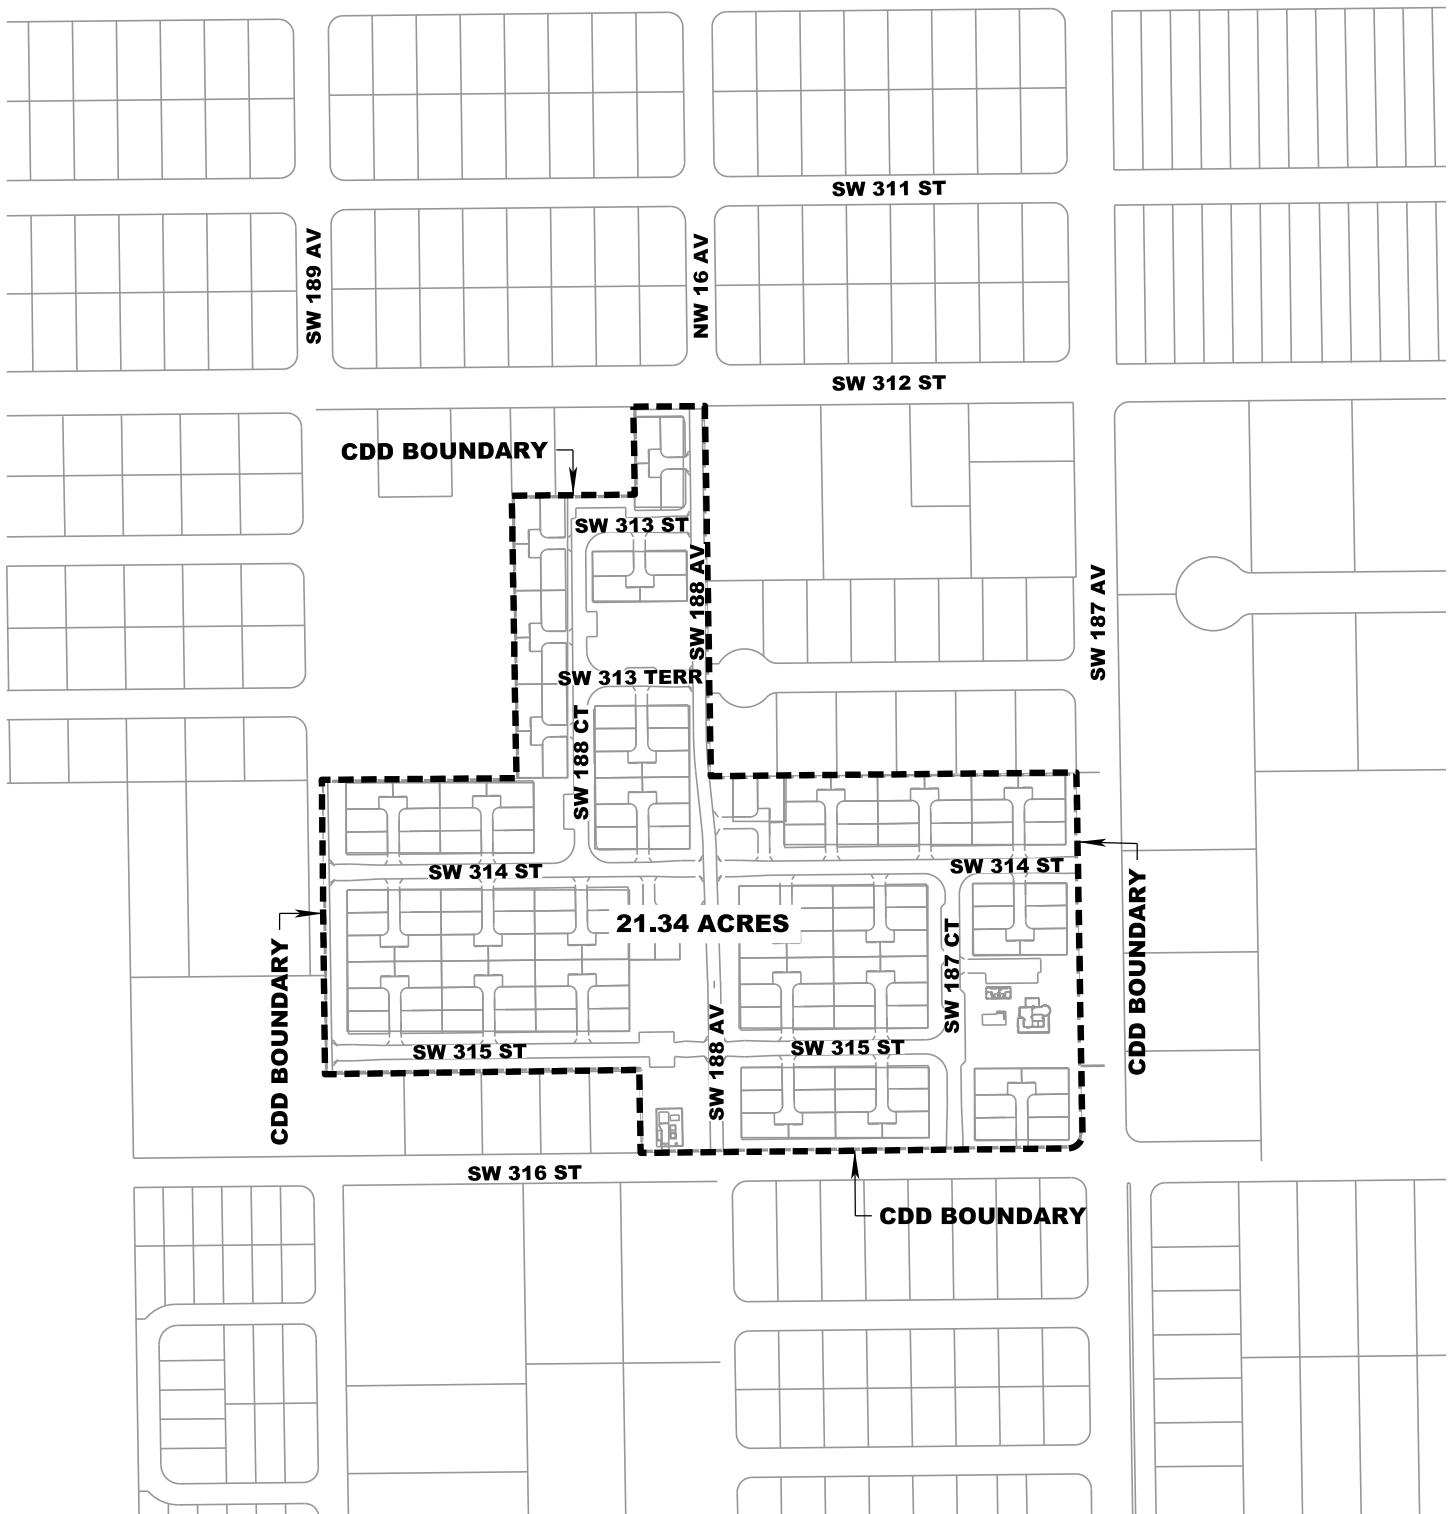 SW 311 ST
SW 189 AV
NW 16 AV
SW 312 ST
CDD BOUNDARY
SW 313 ST
SW 188 AV
SW 187 AV
SW 313 TERR
SW 188 CT
SW 314 ST
SW 314 ST
21.34 ACRES
CDD BOUNDARY
CDD BOUNDARY
SW 187 CT
SW 315 ST
SW 188 AV
SW 315 ST
SW 316 ST
CDD BOUNDARY